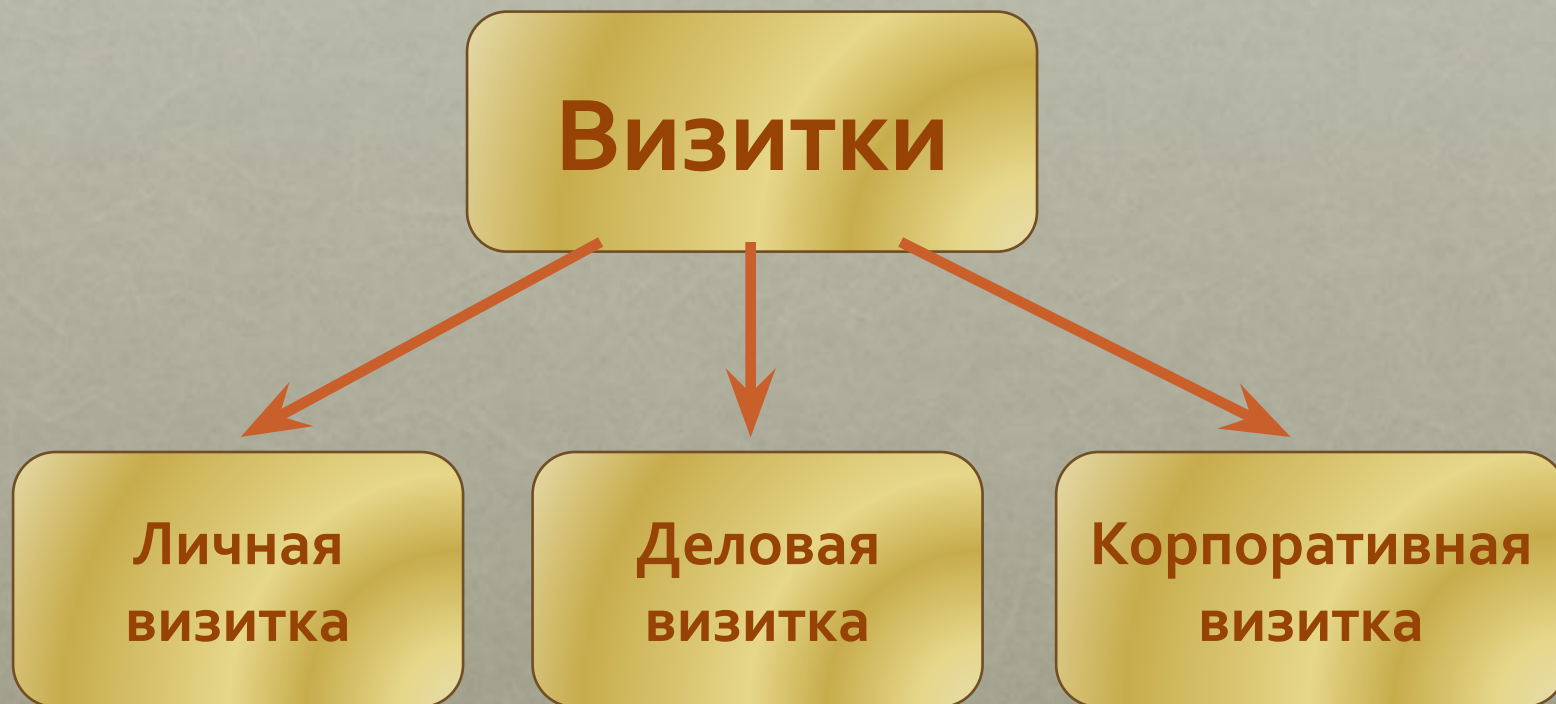 Визитки
Личная
визитка
Деловая
визитка
Корпоративная
визитка